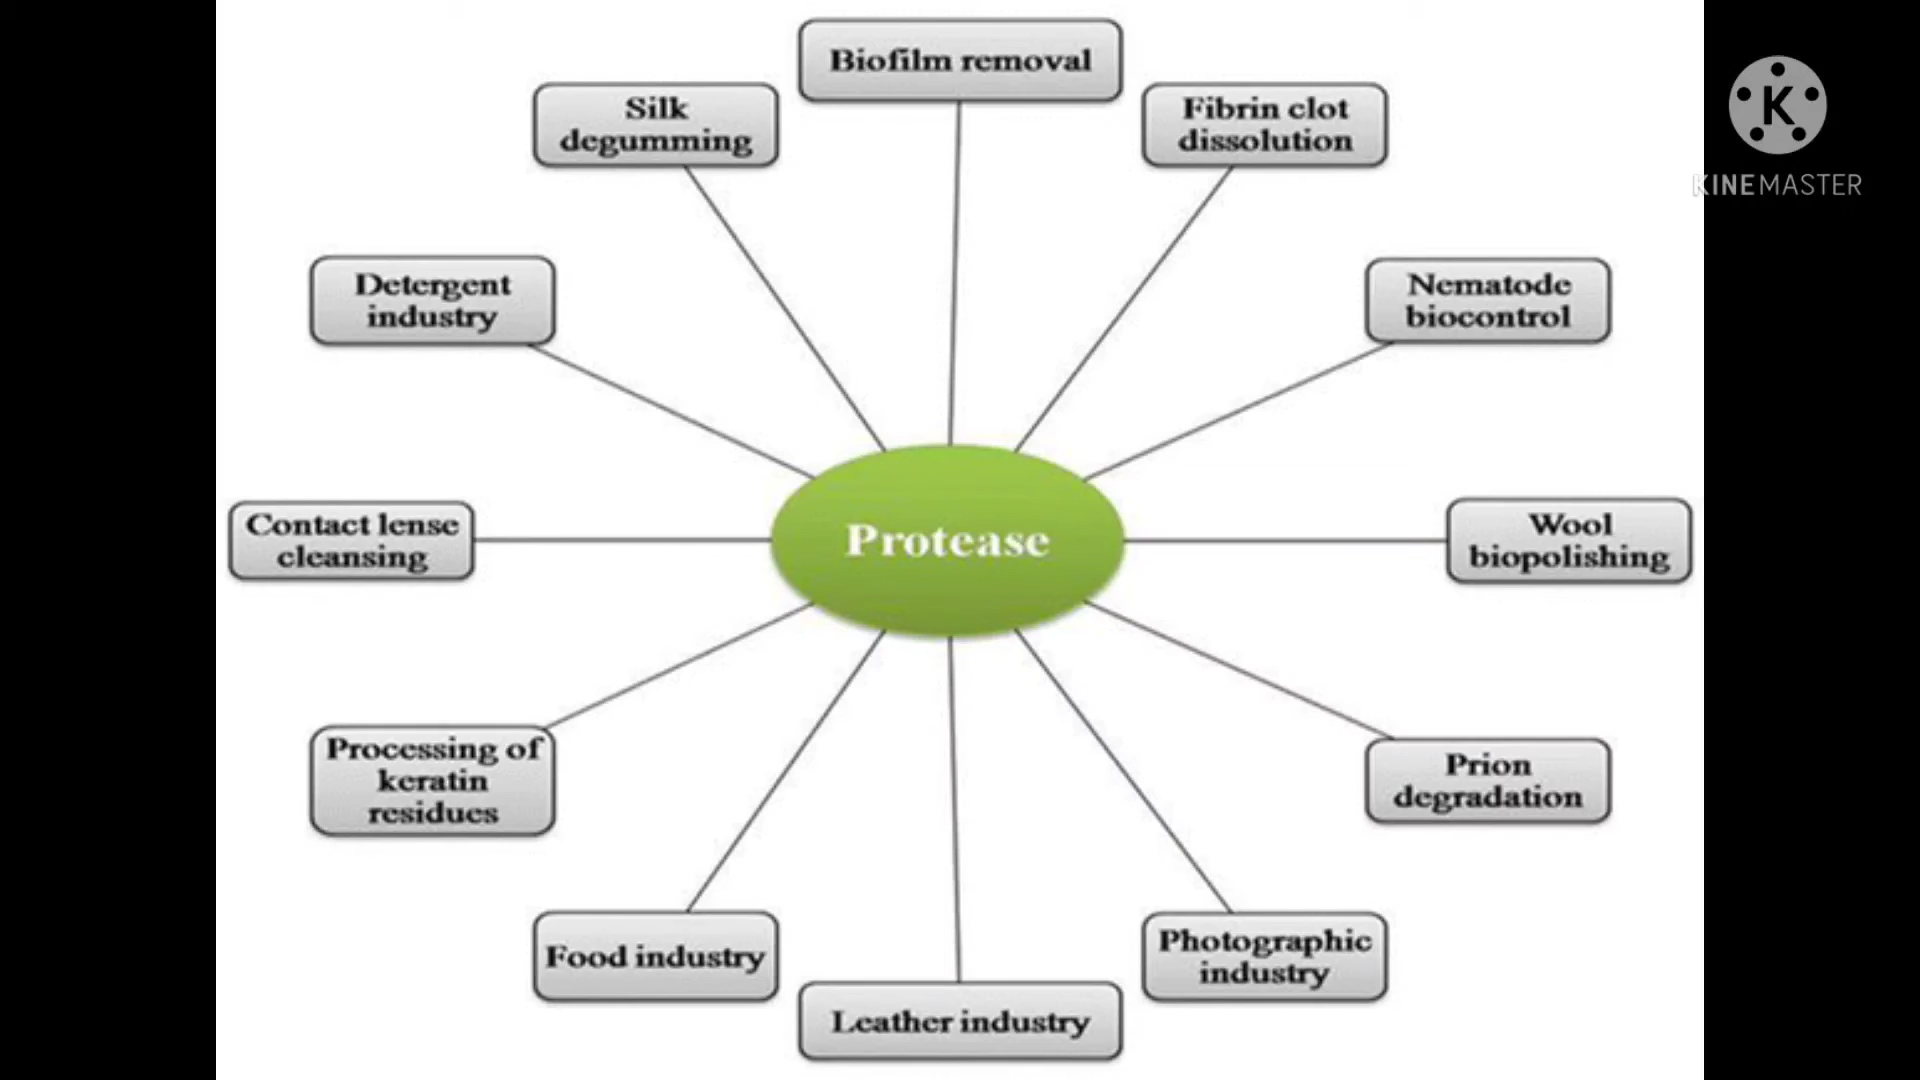 Biofilm removal
Silk
degumming
Fibrin clot
dissolution
K
KINEMASTER
Detergent
industry
Nematode
biocontrol
Contact lense
cleansing
Protease
Wool
biopolishing
Processing of
keratin
residues
Prion
degradation
Food industry
Photographic
industry
Leather industry